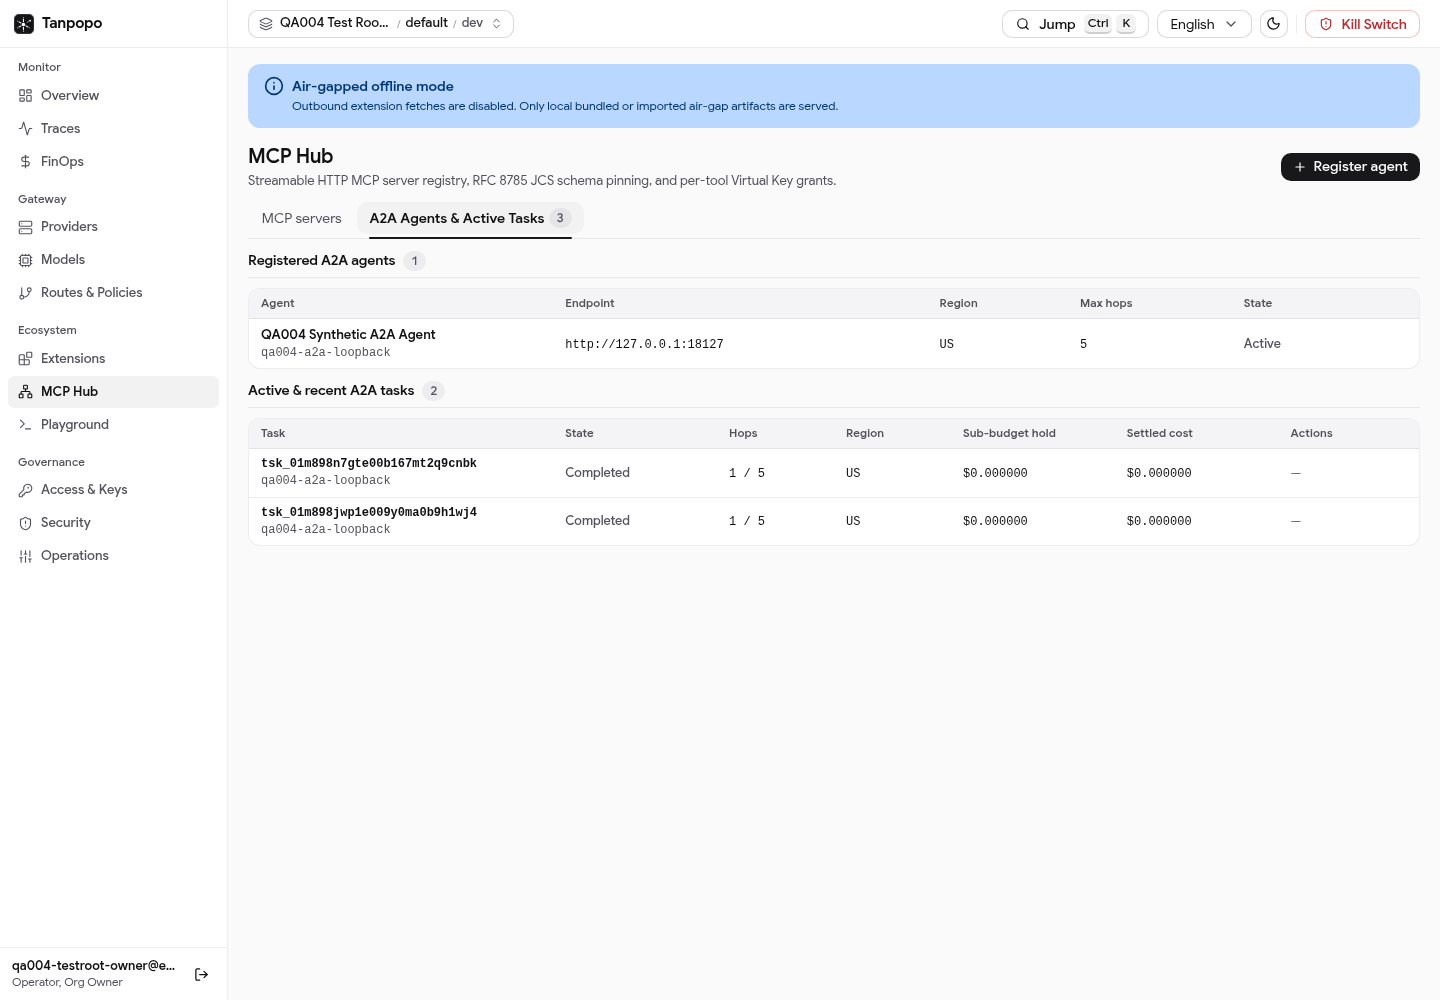 Tanpopo
QA004 Test Roo... / default / dev
Jump Ctrl K
English
Kill Switch
Monitor
Overview
Traces
FinOps
Gateway
Providers
Models
Routes & Policies
Ecosystem
Extensions
MCP Hub
Playground
Governance
Access & Keys
Security
Operations
qa004-testroot-owner@e...
Operator, Org Owner
Air-gapped offline mode
Outbound extension fetches are disabled. Only local bundled or imported air-gap artifacts are served.
MCP Hub
Streamable HTTP MCP server registry, RFC 8785 JCS schema pinning, and per-tool Virtual Key grants.
+ Register agent
MCP servers
A2A Agents & Active Tasks 3
Registered A2A agents 1
Agent Endpoint Region Max hops State
QA004 Synthetic A2A Agent
qa004-a2a-loopback
http://127.0.0.1:18127 US 5 Active
Active & recent A2A tasks 2
Task State Hops Region Sub-budget hold Settled cost Actions
tsk_01m898n7gte00b167mt2q9cnbk
qa004-a2a-loopback
Completed 1 / 5 US $0.000000 $0.000000 —
tsk_01m898jwp1e009y0ma0b9h1wj4
qa004-a2a-loopback
Completed 1 / 5 US $0.000000 $0.000000 —